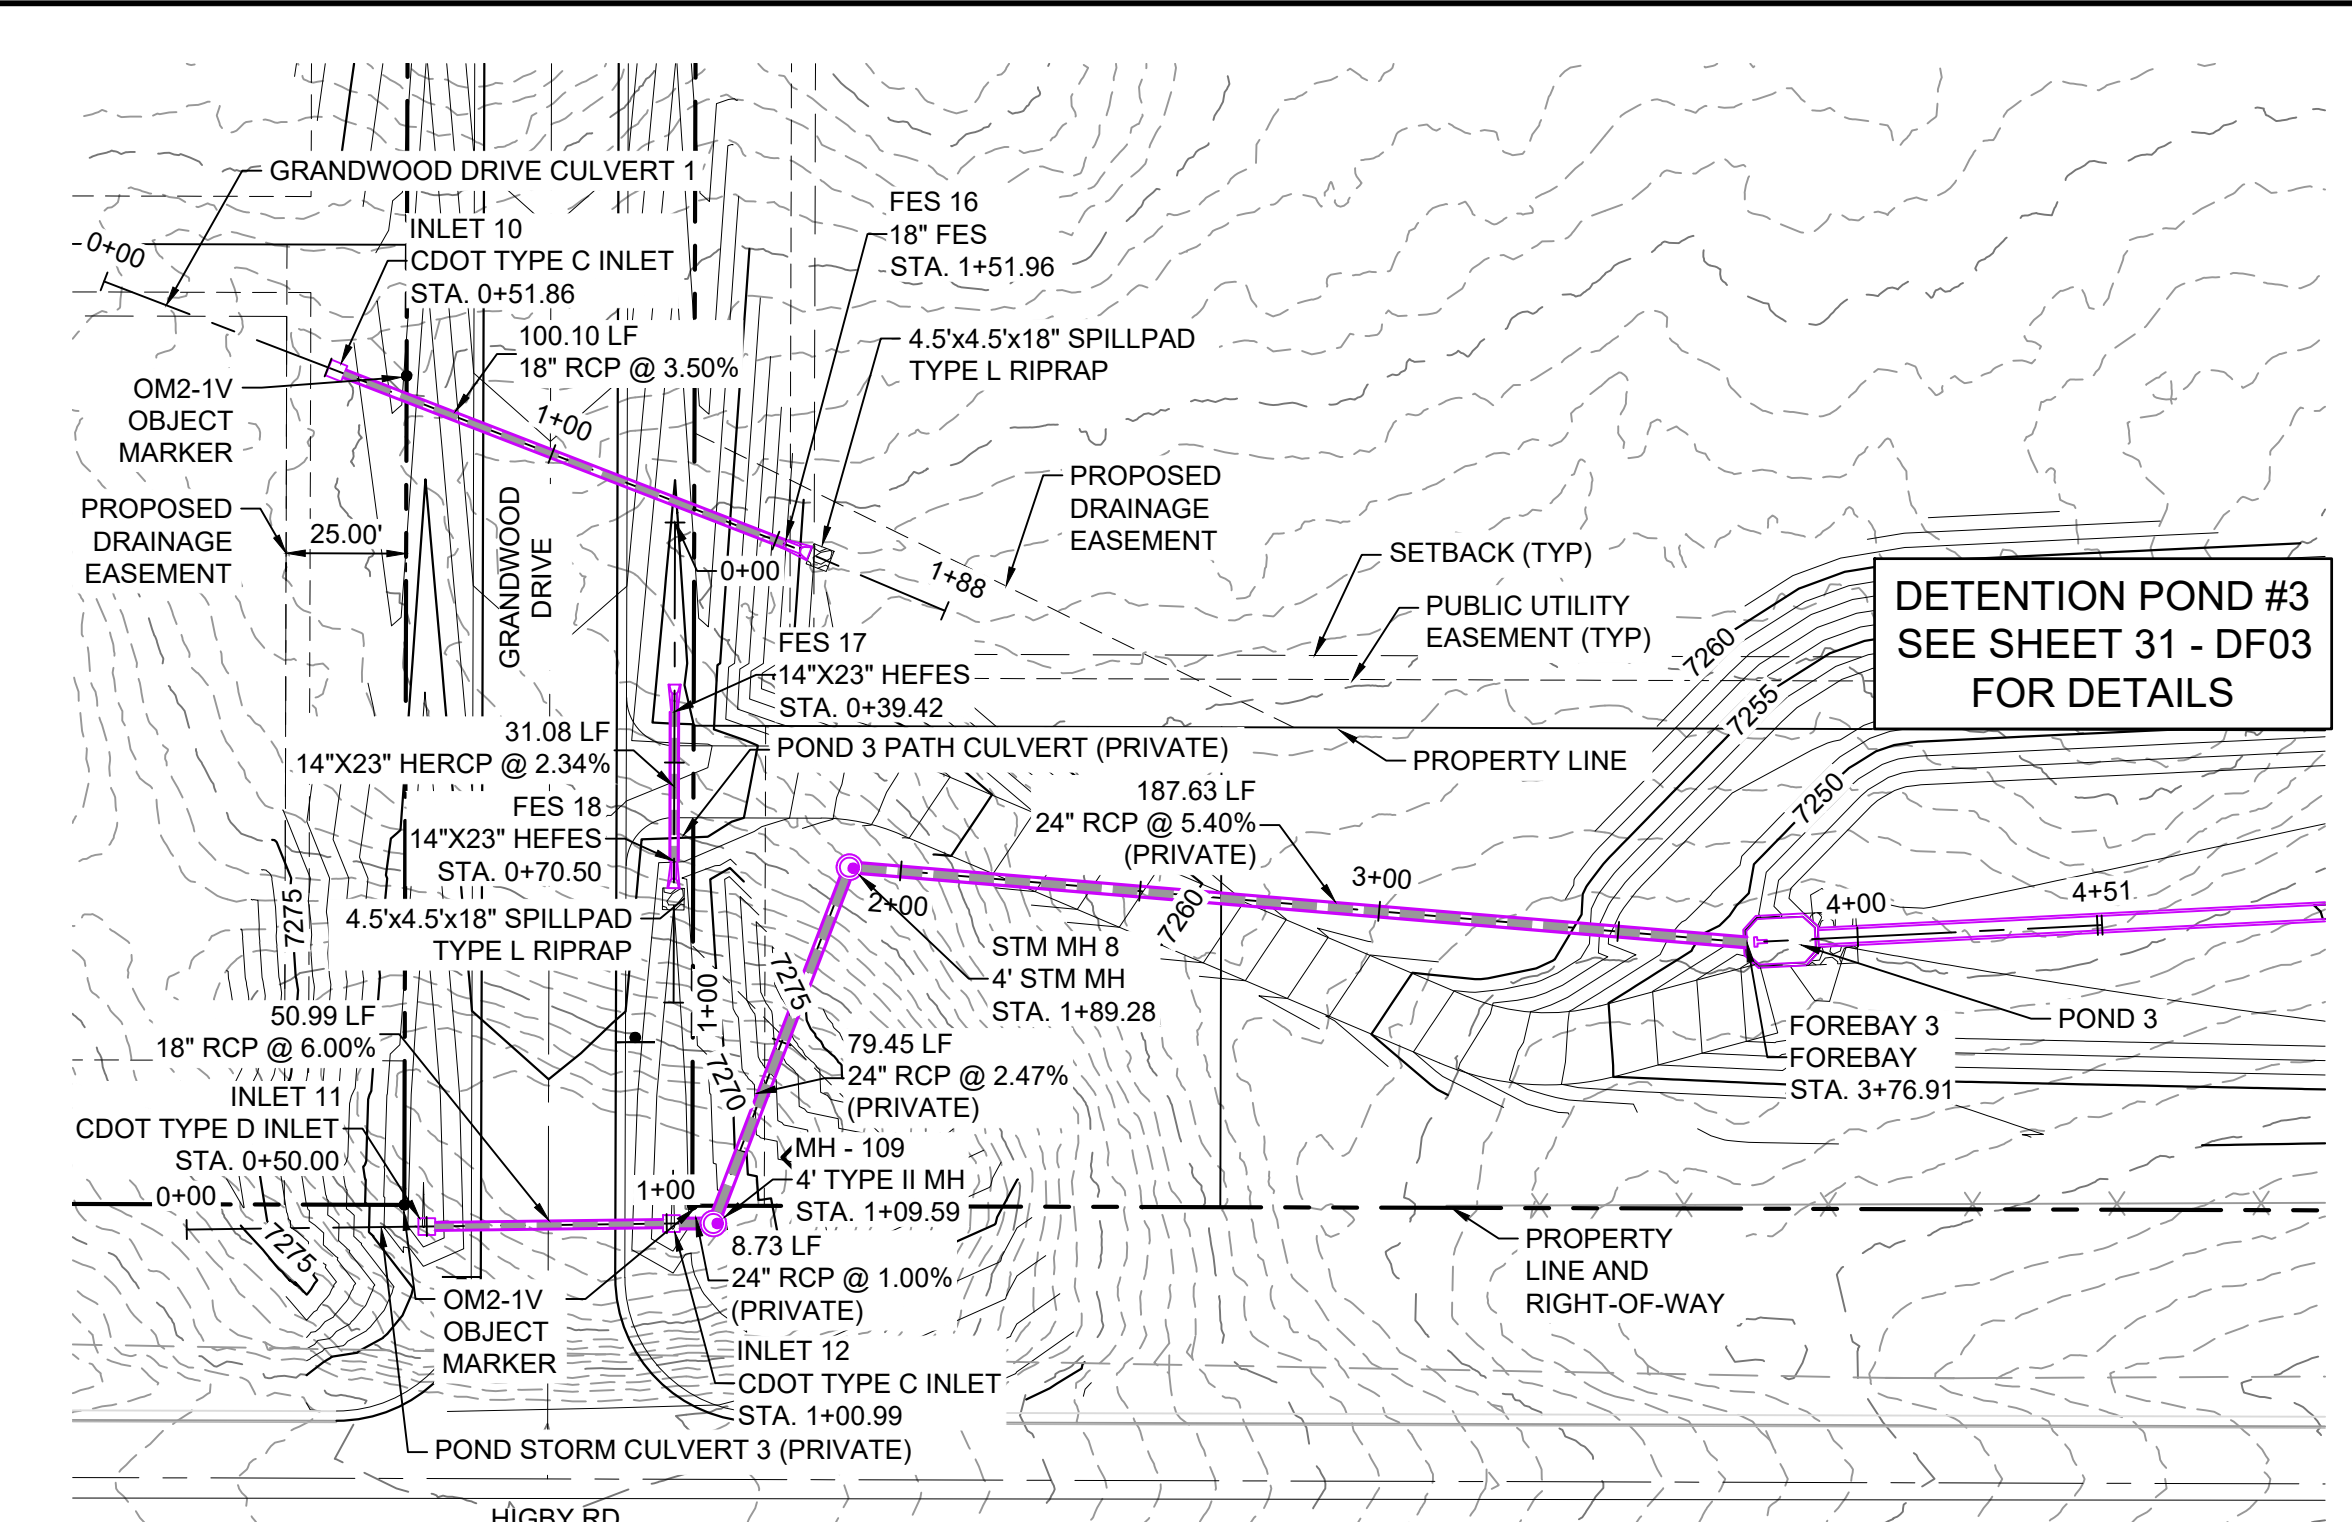 GRANDWOOD DRIVE CULVERT 1
0+00
INLET 10
CDOT TYPE C INLET
STA. 0+51.86
FES 16
18" FES
STA. 1+51.96
100.10 LF
18" RCP @ 3.50%
4.5'x4.5'x18" SPILLPAD
TYPE L RIPRAP
OM2-1V
OBJECT
MARKER
1+00
PROPOSED
DRAINAGE
EASEMENT
25.00'
GRANDWOOD
DRIVE
0+00
1+88
PROPOSED
DRAINAGE
EASEMENT
SETBACK (TYP)
PUBLIC UTILITY
EASEMENT (TYP)
7260
7255
7250
DETENTION POND #3
SEE SHEET 31 - DF03
FOR DETAILS
FES 17
14"X23" HEFES
STA. 0+39.42
31.08 LF
14"X23" HERCP @ 2.34%
POND 3 PATH CULVERT (PRIVATE)
PROPERTY LINE
FES 18
14"X23" HEFES
STA. 0+70.50
187.63 LF
24" RCP @ 5.40%
(PRIVATE)
4.5'x4.5'x18" SPILLPAD
TYPE L RIPRAP
7275
2+00
3+00
4+00
4+51
7260
STM MH 8
4' STM MH
STA. 1+89.28
1+00
7275
7270
50.99 LF
18" RCP @ 6.00%
79.45 LF
24" RCP @ 2.47%
(PRIVATE)
POND 3
FOREBAY 3
FOREBAY
STA. 3+76.91
INLET 11
CDOT TYPE D INLET
STA. 0+50.00
MH - 109
4' TYPE II MH
STA. 1+09.59
0+00
1+00
7275
8.73 LF
24" RCP @ 1.00%
(PRIVATE)
PROPERTY
LINE AND
RIGHT-OF-WAY
OM2-1V
OBJECT
MARKER
INLET 12
CDOT TYPE C INLET
STA. 1+00.99
POND STORM CULVERT 3 (PRIVATE)
HIGBY RD